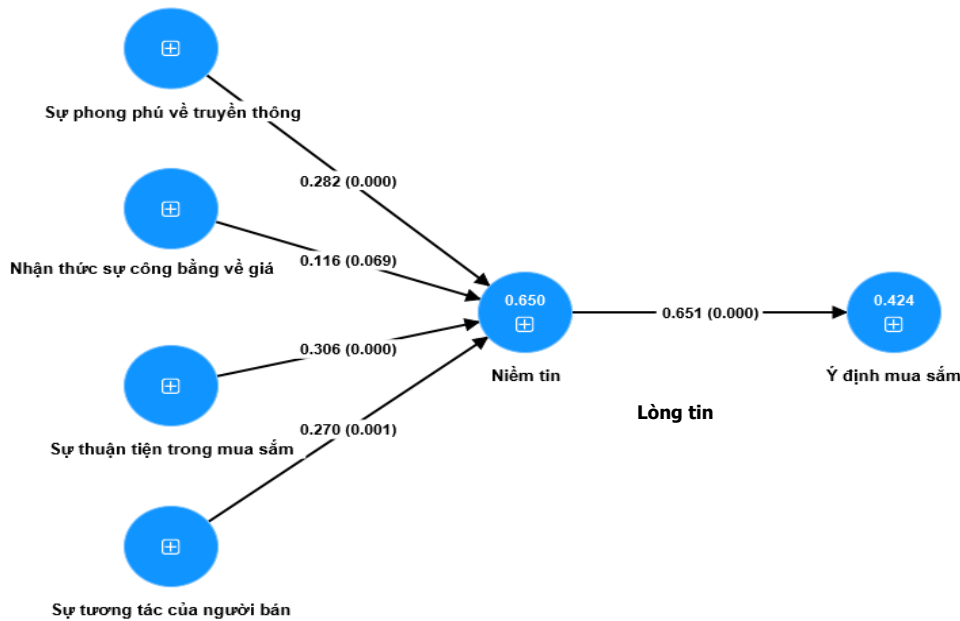 Sự phong phú về truyền thông
0.282 (0.000)
Nhận thức sự công bằng về giá
0.116 (0.069)
0.650
0.651 (0.000)
0.424
0.306 (0.000)
Niềm tin
Ý định mua sắm
Lòng tin
0.270 (0.001)
Sự thuận tiện trong mua sắm
Sự tương tác của người bán